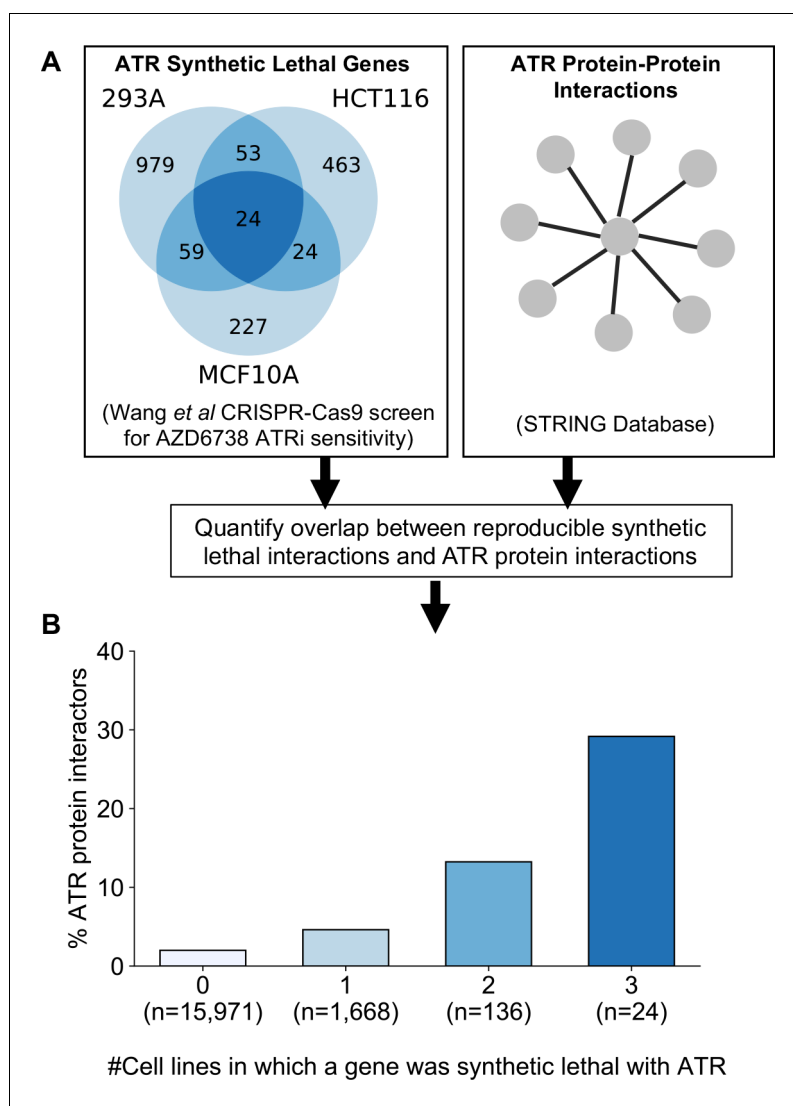 A
ATR Synthetic Lethal Genes
293A
HCT116
979
53
463
24
59
24
227
MCF10A
(Wang et al CRISPR-Cas9 screen
for AZD6738 ATRi sensitivity)
ATR Protein-Protein
Interactions
(STRING Database)
Quantify overlap between reproducible synthetic
lethal interactions and ATR protein interactions
B
% ATR protein interactors
40
30
20
10
0
0 1 2 3
(n=15,971) (n=1,668) (n=136) (n=24)
#Cell lines in which a gene was synthetic lethal with ATR